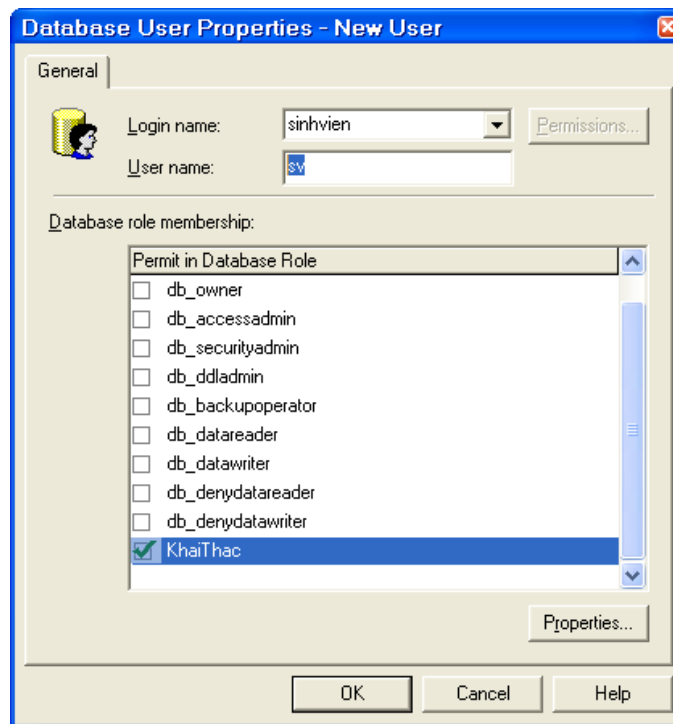 Database User Properties - New User
General
Login name: sinhvien Permissions...
User name: sv
Database role membership:
Permit in Database Role
db_owner
db_accessadmin
db_securityadmin
db_ddladmin
db_backupoperator
db_datareader
db_datawriter
db_denydatareader
db_denydatawriter
KhaiThac
Properties...
OK Cancel Help